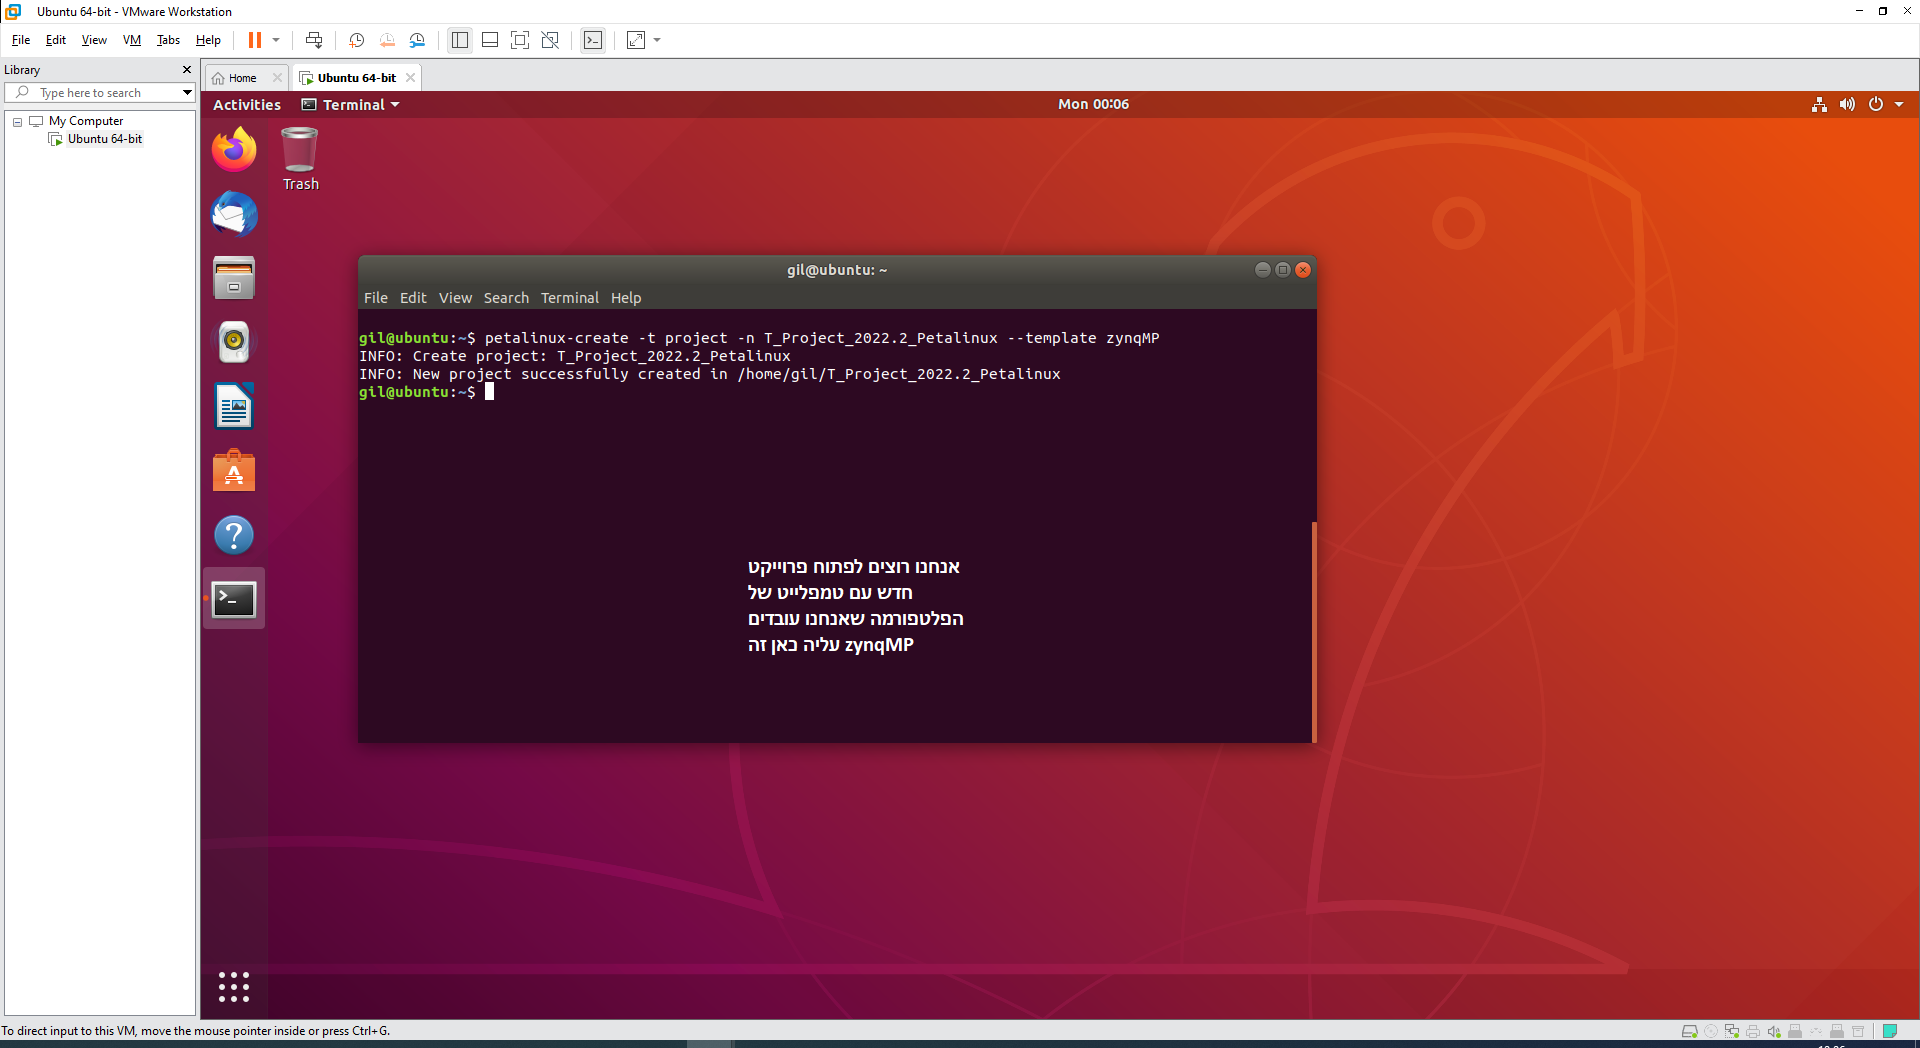 Ubuntu 64-bit - VMware Workstation
File Edit View VM Tabs Help
Library
Type here to search
My Computer
Ubuntu 64-bit
Home
Ubuntu 64-bit
Activities
Terminal
Mon 00:06
Trash
gil@ubuntu: ~
File Edit View Search Terminal Help
gil@ubuntu:~$ petalinux-create -t project -n T_Project_2022.2_Petalinux --template zynqMP
INFO: Create project: T_Project_2022.2_Petalinux
INFO: New project successfully created in /home/gil/T_Project_2022.2_Petalinux
gil@ubuntu:~$
אנחנו רוצים לפתוח פרוייקט
חדש עם טמפלייט של
הפלטפורמה שאנחנו עובדים
עליה כאן זה zynqMP
To direct input to this VM, move the mouse pointer inside or press Ctrl+G.